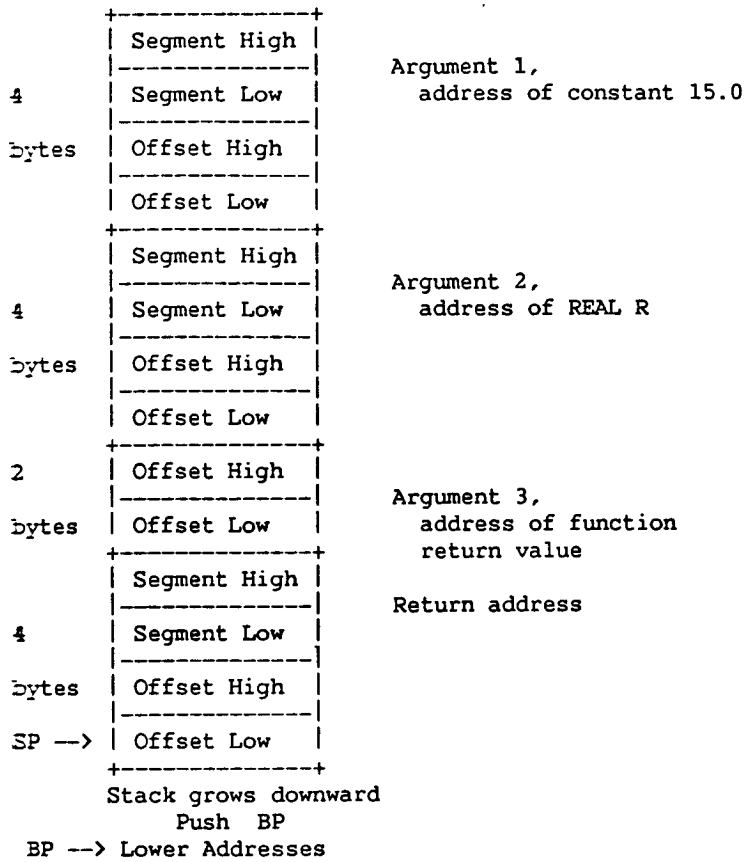 +--------------+
| Segment High |
|--------------| Argument 1,
4 | Segment Low | address of constant 15.0
|--------------|
bytes | Offset High |
|--------------|
| Offset Low |
+--------------+
| Segment High |
|--------------| Argument 2,
4 | Segment Low | address of REAL R
|--------------|
bytes | Offset High |
|--------------|
| Offset Low |
+--------------+
2 | Offset High |
|--------------| Argument 3,
bytes | Offset Low | address of function
+--------------+ return value
| Segment High |
|--------------| Return address
4 | Segment Low |
|--------------|
bytes | Offset High |
|--------------|
SP --> | Offset Low |
+--------------+
Stack grows downward
Push BP
BP --> Lower Addresses